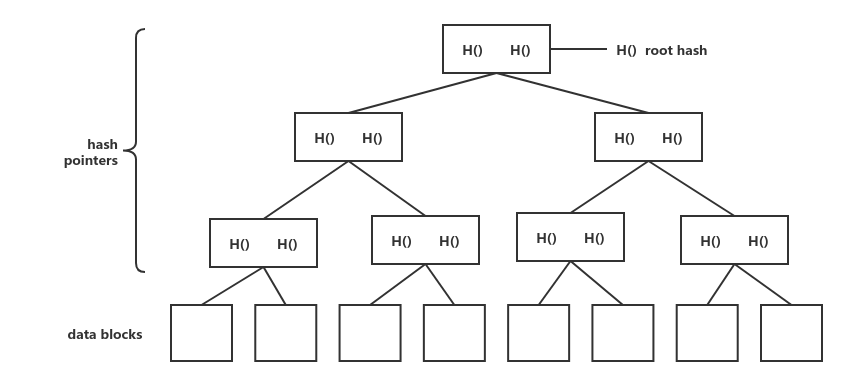 H() H()
H() root hash
H() H()
H() H()
hash
pointers
H() H()
H() H()
H() H()
H() H()
data blocks